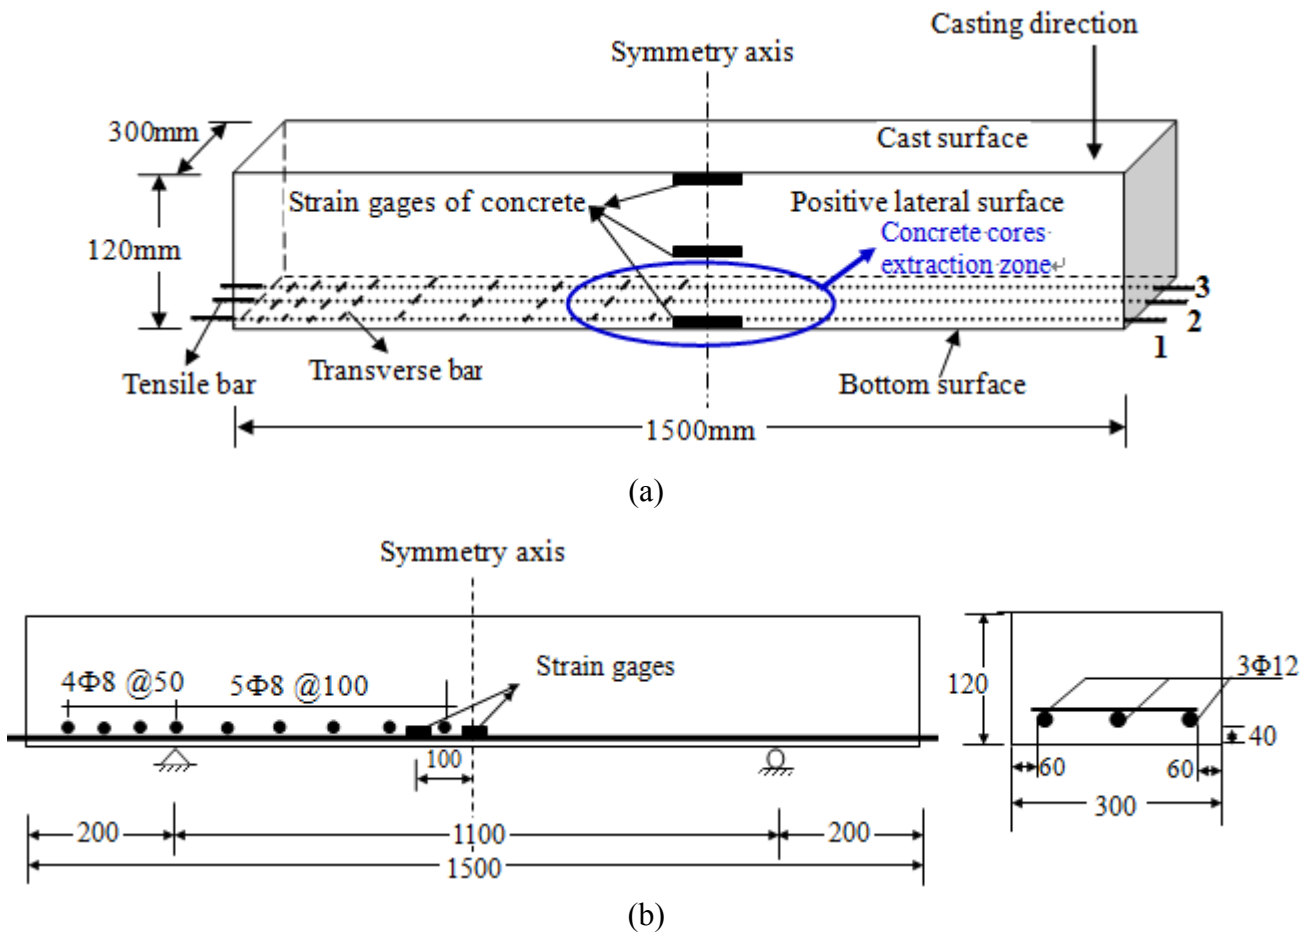 Casting direction
Symmetry axis
300mm
Cast surface
Strain gages of concrete
Positive lateral surface
Concrete cores
extraction zone
120mm
3
2
1
Tensile bar
Transverse bar
Bottom surface
1500mm
(a)
Symmetry axis
Strain gages
4Φ8 @50
5Φ8 @100
3Φ12
120
40
100
60
60
300
200
1100
200
1500
(b)